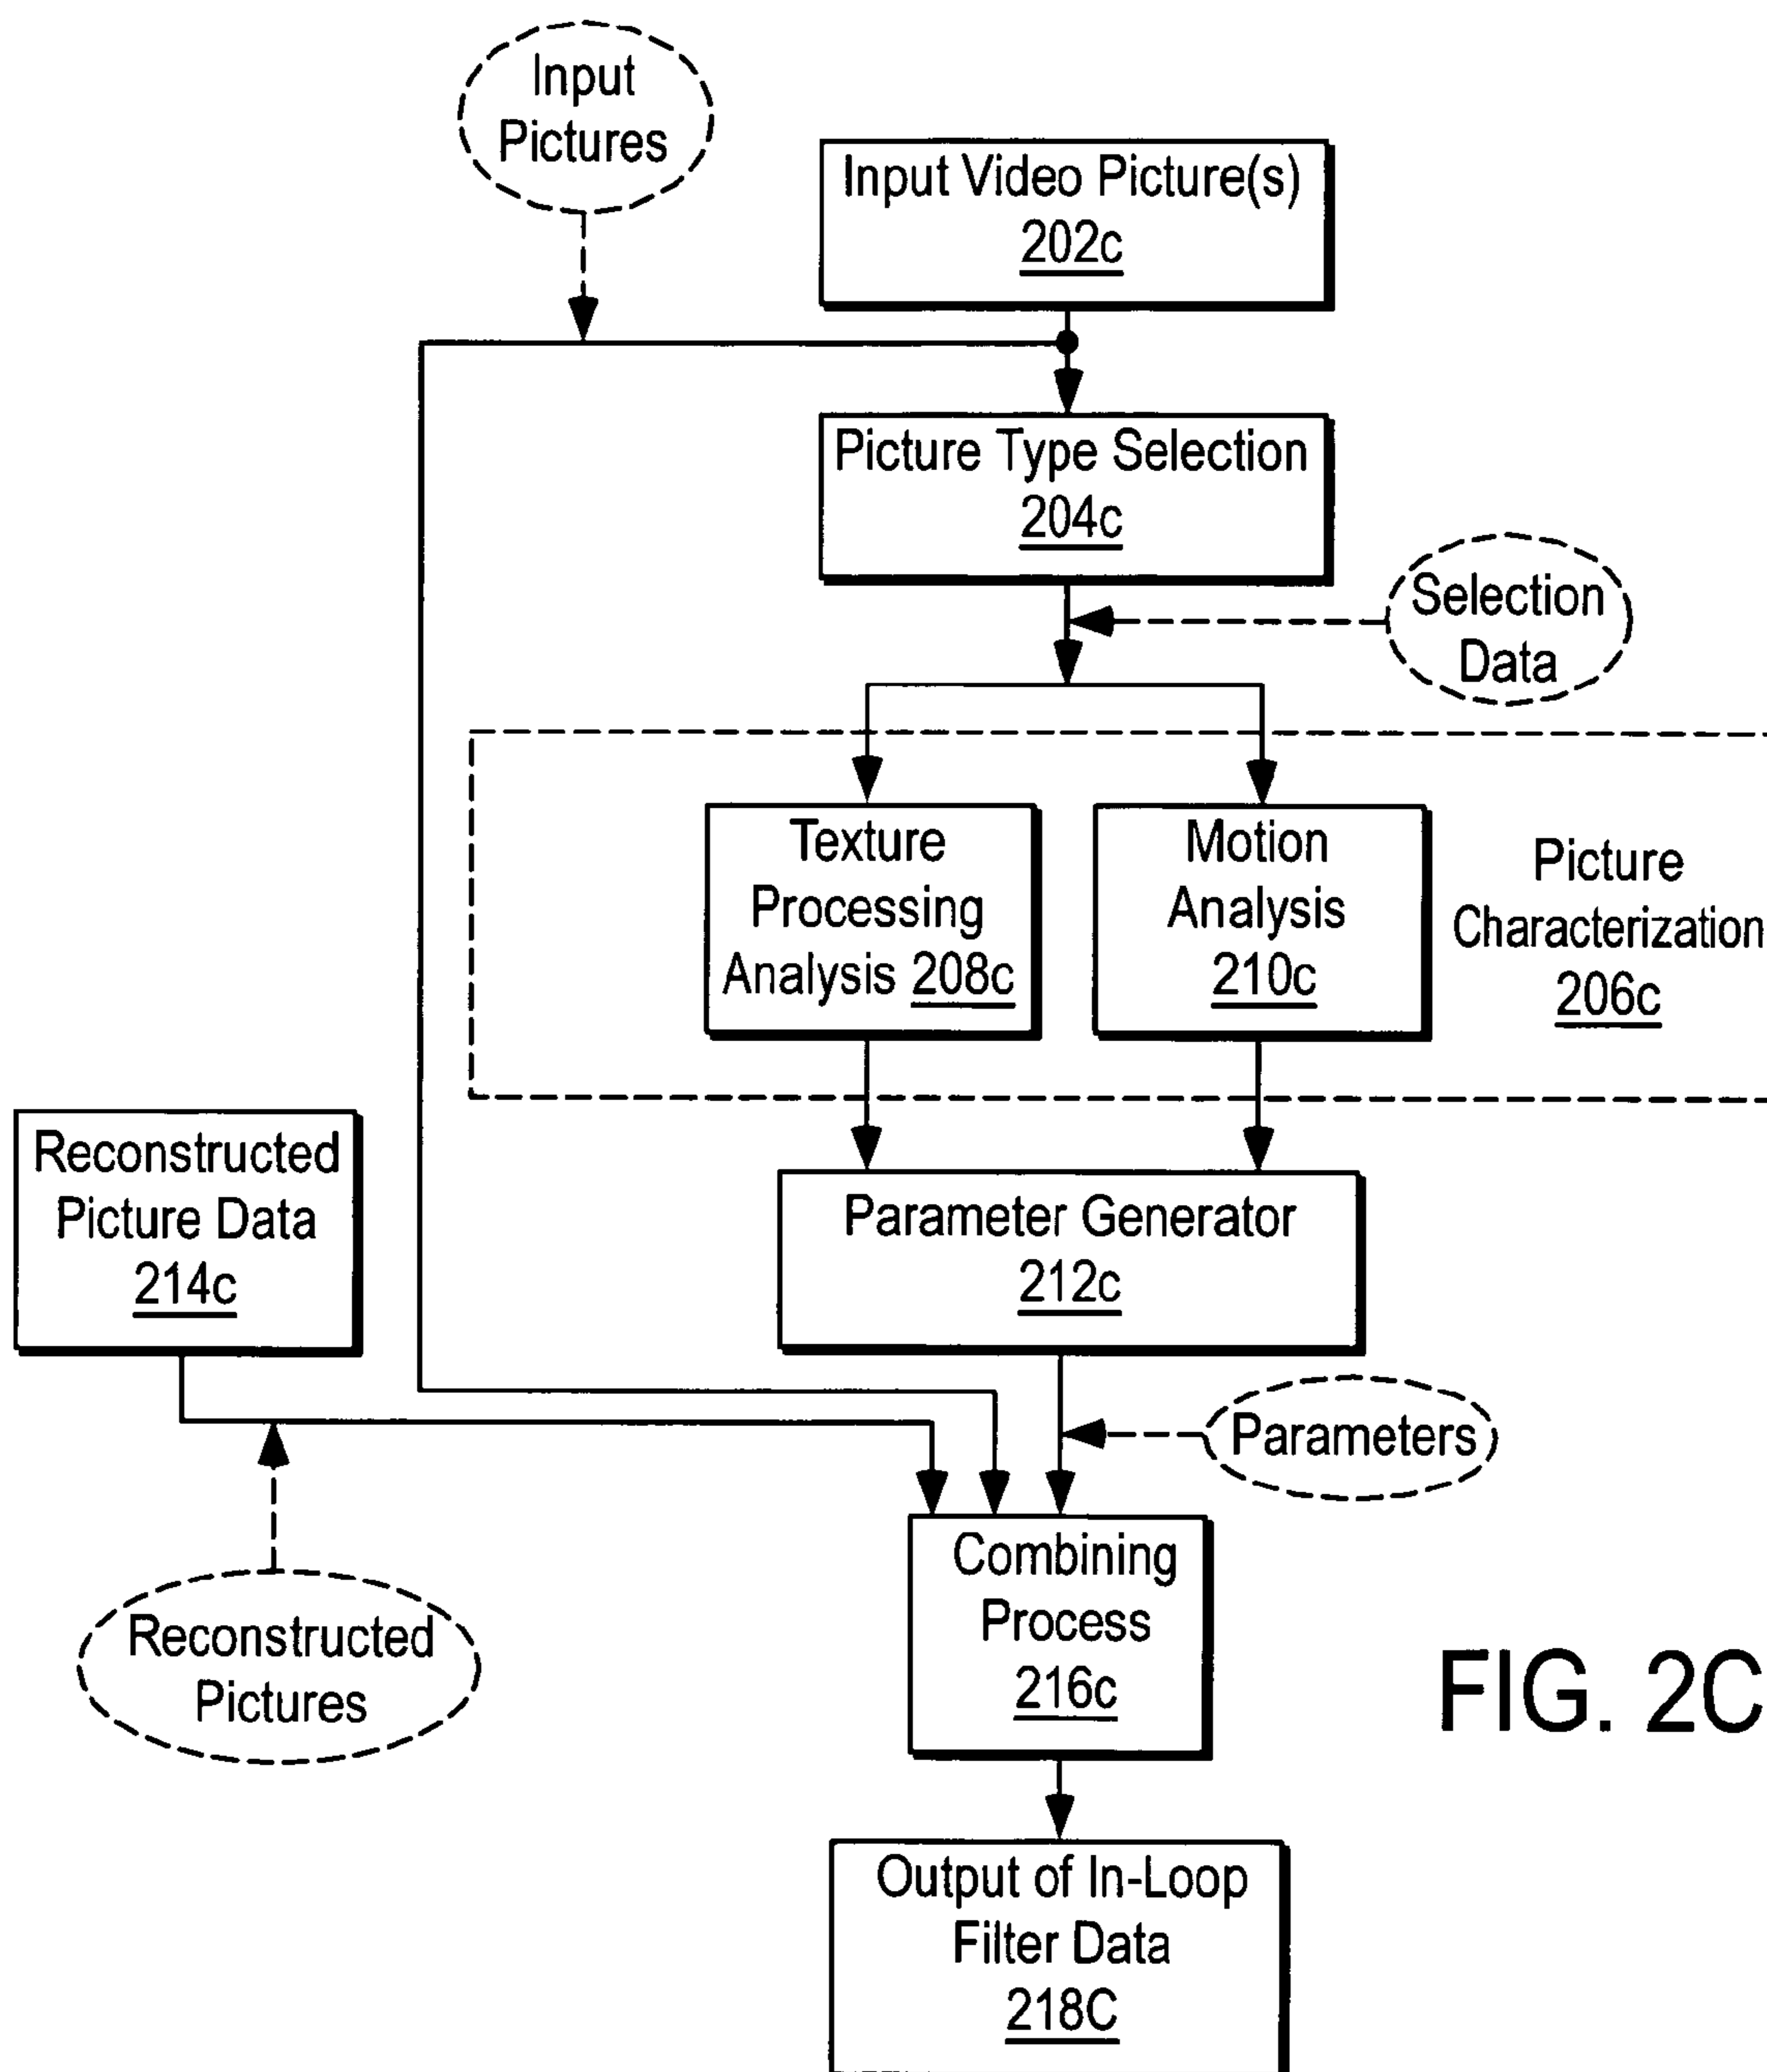 Input
Pictures
Input Video Picture(s)
202c
Picture Type Selection
204c
Selection
Data
Texture
Processing
Analysis 208c
Motion
Analysis
210c
Picture
Characterization
206c
Reconstructed
Picture Data
214c
Parameter Generator
212c
Parameters
Reconstructed
Pictures
Combining
Process
216c
FIG. 2C
Output of In-Loop
Filter Data
218C